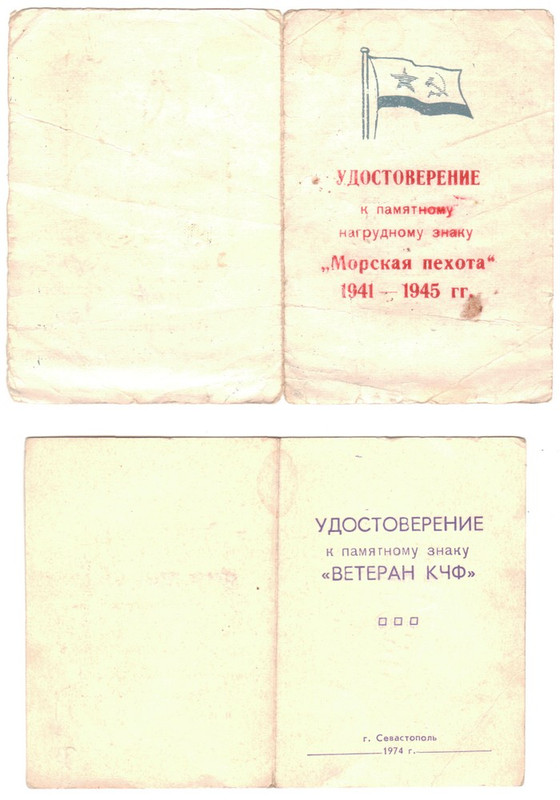 УДОСТОВЕРЕНИЕ
к памятному
нагрудному знаку
„Морская пехота“
1941 — 1945 гг.
УДОСТОВЕРЕНИЕ
к памятному знаку
«ВЕТЕРАН КЧФ»
г. Севастополь
1974 г.